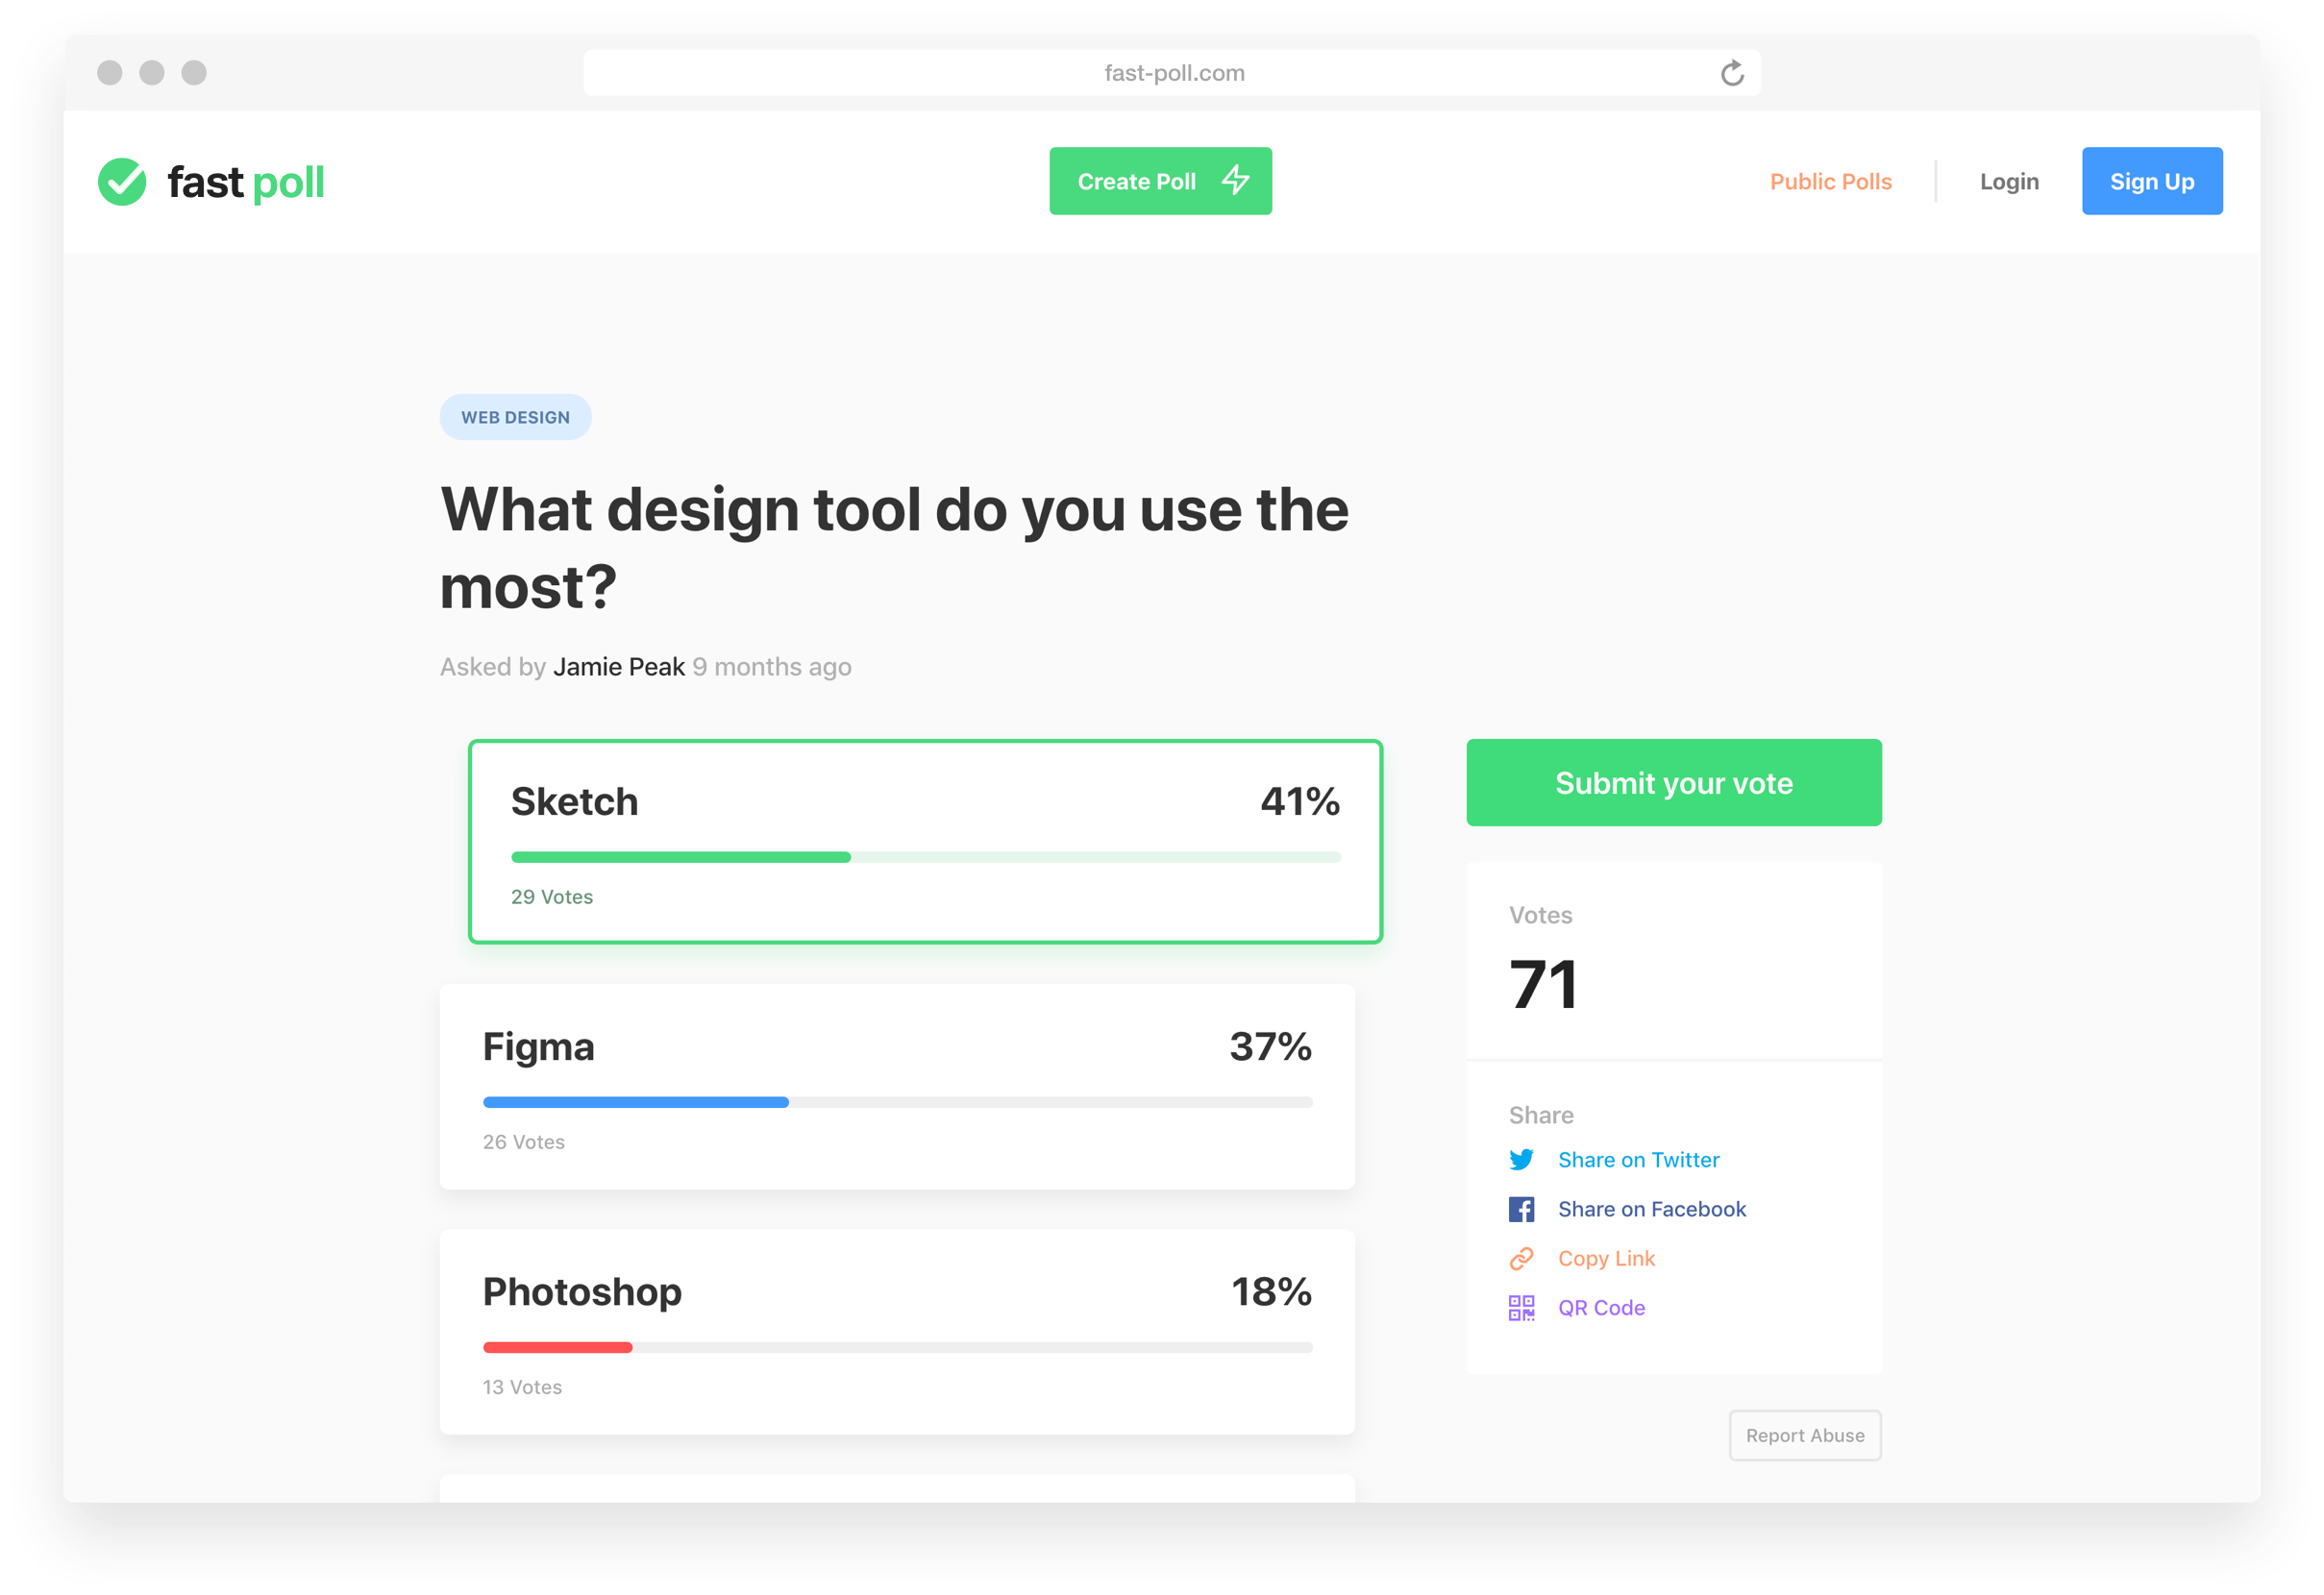 fast-poll.com
fast poll
Create Poll
Public Polls
Login
Sign Up
WEB DESIGN
What design tool do you use the
most?
Asked by Jamie Peak 9 months ago
Sketch 41%
29 Votes
Figma 37%
26 Votes
Photoshop 18%
13 Votes
Submit your vote
Votes
71
Share
Share on Twitter
Share on Facebook
Copy Link
QR Code
Report Abuse